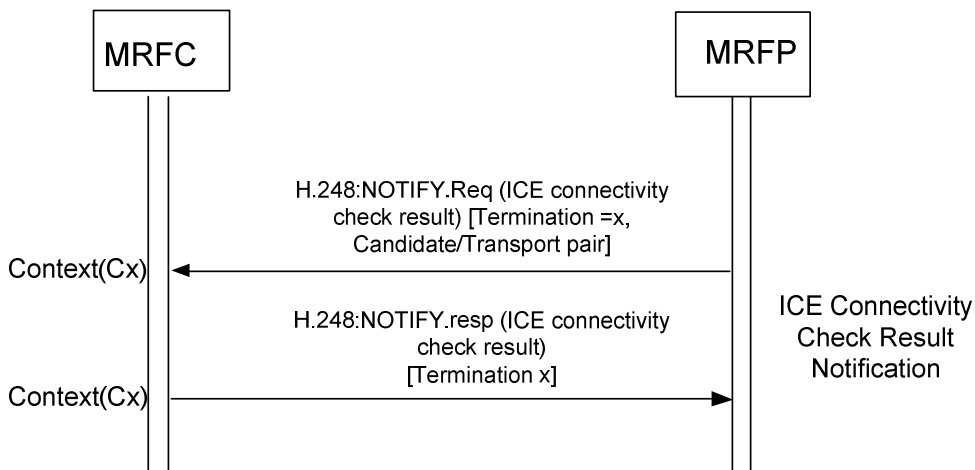 MRFC
MRFP
H.248:NOTIFY.Req (ICE connectivity
check result) [Termination =x,
Candidate/Transport pair]
Context(Cx)
H.248:NOTIFY.resp (ICE connectivity
check result)
[Termination x]
Context(Cx)
ICE Connectivity
Check Result
Notification